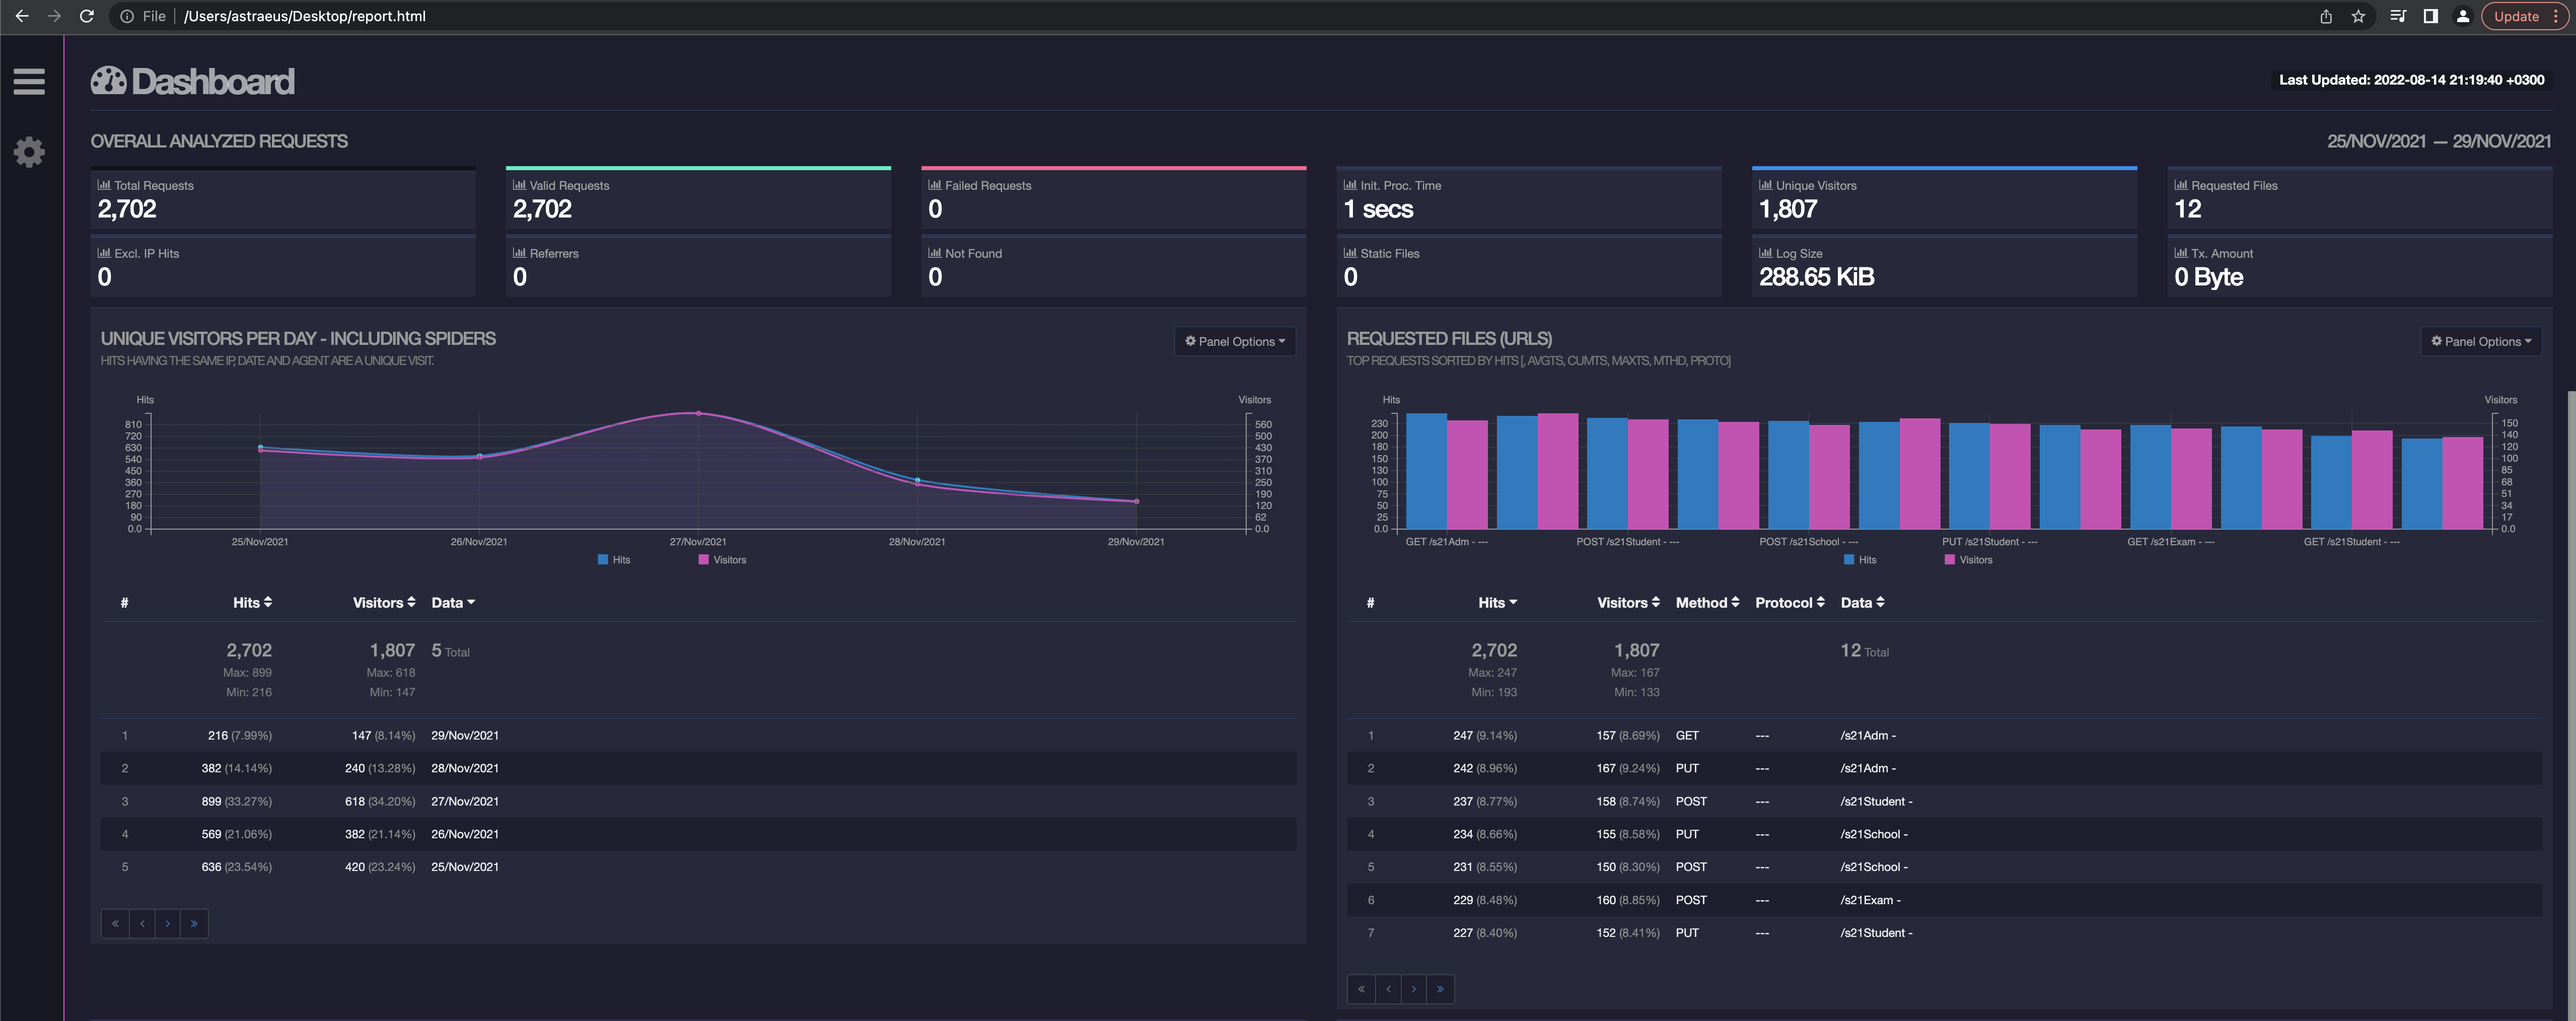 File | /Users/astraeus/Desktop/report.html
Update
Dashboard
Last Updated: 2022-08-14 21:19:40 +0300
OVERALL ANALYZED REQUESTS
25/NOV/2021 — 29/NOV/2021
Total Requests
2,702
Valid Requests
2,702
Failed Requests
0
Init. Proc. Time
1 secs
Unique Visitors
1,807
Requested Files
12
Excl. IP Hits
0
Referrers
0
Not Found
0
Static Files
0
Log Size
288.65 KiB
Tx. Amount
0 Byte
UNIQUE VISITORS PER DAY - INCLUDING SPIDERS
Panel Options
HITS HAVING THE SAME IP, DATE AND AGENT ARE A UNIQUE VISIT.
Hits Visitors
810 560
720 500
630 430
540 370
450 310
360 250
270 190
180 120
90 62
0.0 0.0
25/Nov/2021 26/Nov/2021 27/Nov/2021 28/Nov/2021 29/Nov/2021
Hits Visitors
# Hits Visitors Data
2,702 1,807 5 Total
Max: 899 Max: 618
Min: 216 Min: 147
1 216 (7.99%) 147 (8.14%) 29/Nov/2021
2 382 (14.14%) 240 (13.28%) 28/Nov/2021
3 899 (33.27%) 618 (34.20%) 27/Nov/2021
4 569 (21.06%) 382 (21.14%) 26/Nov/2021
5 636 (23.54%) 420 (23.24%) 25/Nov/2021
« ‹ › »
REQUESTED FILES (URLS)
Panel Options
TOP REQUESTS SORTED BY HITS [, AVGTS, CUMTS, MAXTS, MTHD, PROTO]
Hits Visitors
230 150
200 140
180 120
150 100
130 85
100 68
75 51
50 34
25 17
0.0 0.0
GET /s21Adm - --- POST /s21Student - --- POST /s21School - --- PUT /s21Student - --- GET /s21Exam - --- GET /s21Student - ---
Hits Visitors
# Hits Visitors Method Protocol Data
2,702 1,807 12 Total
Max: 247 Max: 167
Min: 193 Min: 133
1 247 (9.14%) 157 (8.69%) GET --- /s21Adm -
2 242 (8.96%) 167 (9.24%) PUT --- /s21Adm -
3 237 (8.77%) 158 (8.74%) POST --- /s21Student -
4 234 (8.66%) 155 (8.58%) PUT --- /s21School -
5 231 (8.55%) 150 (8.30%) POST --- /s21School -
6 229 (8.48%) 160 (8.85%) POST --- /s21Exam -
7 227 (8.40%) 152 (8.41%) PUT --- /s21Student -
« ‹ › »